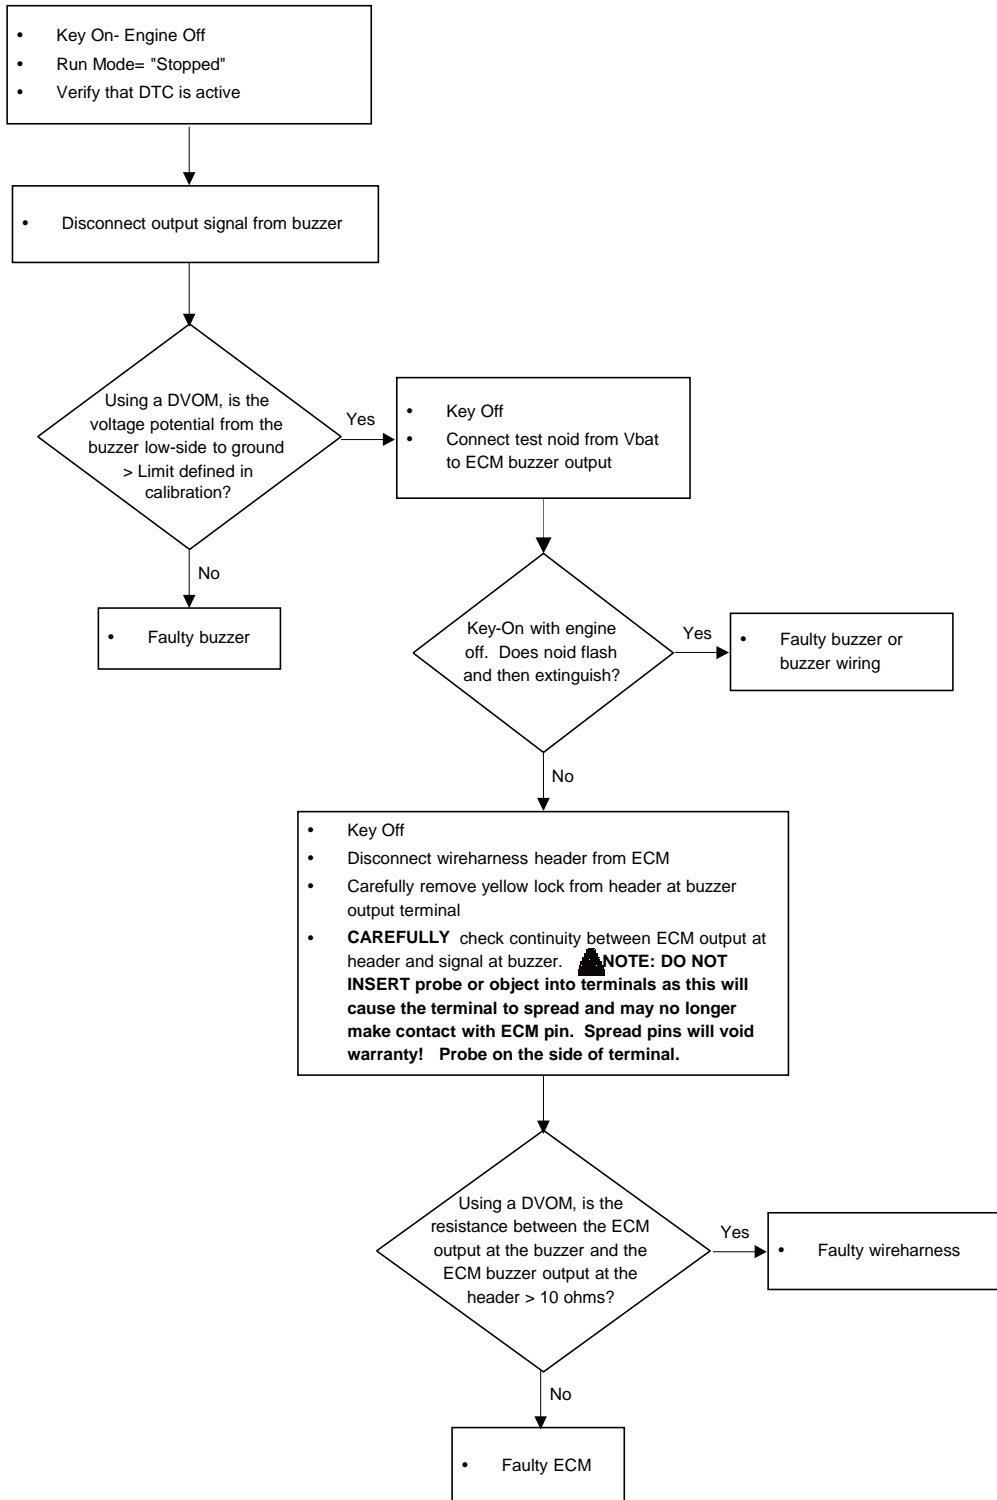 • Key On- Engine Off
• Run Mode= "Stopped"
• Verify that DTC is active
• Disconnect output signal from buzzer
Using a DVOM, is the
voltage potential from the
buzzer low-side to ground
> Limit defined in
calibration?
Yes
• Key Off
• Connect test noid from Vbat
to ECM buzzer output
No
• Faulty buzzer
Key-On with engine
off. Does noid flash
and then extinguish?
Yes
• Faulty buzzer or
buzzer wiring
No
• Key Off
• Disconnect wireharness header from ECM
• Carefully remove yellow lock from header at buzzer
output terminal
• CAREFULLY check continuity between ECM output at
header and signal at buzzer. NOTE: DO NOT
INSERT probe or object into terminals as this will
cause the terminal to spread and may no longer
make contact with ECM pin. Spread pins will void
warranty! Probe on the side of terminal.
Using a DVOM, is the
resistance between the ECM
output at the buzzer and the
ECM buzzer output at the
header > 10 ohms?
Yes
• Faulty wireharness
No
• Faulty ECM